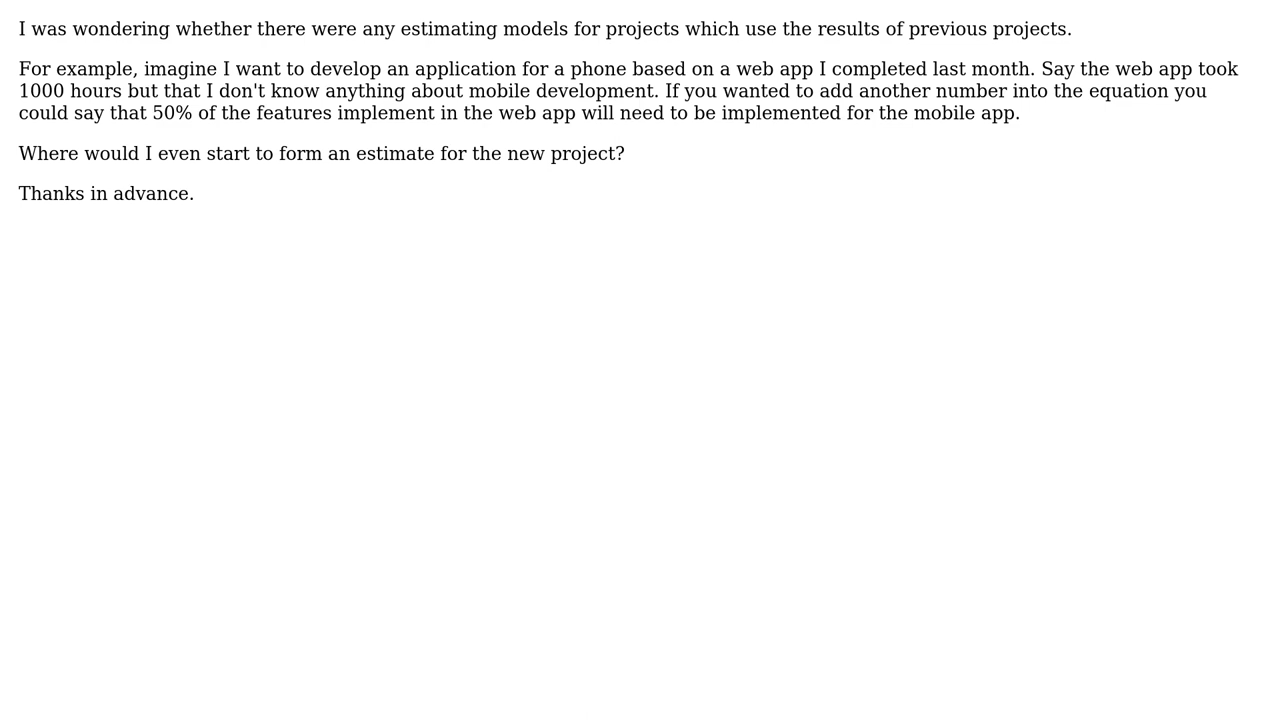 I was wondering whether there were any estimating models for projects which use the results of previous projects.
For example, imagine I want to develop an application for a phone based on a web app I completed last month. Say the web app took
1000 hours but that I don't know anything about mobile development. If you wanted to add another number into the equation you
could say that 50% of the features implement in the web app will need to be implemented for the mobile app.
Where would I even start to form an estimate for the new project?
Thanks in advance.